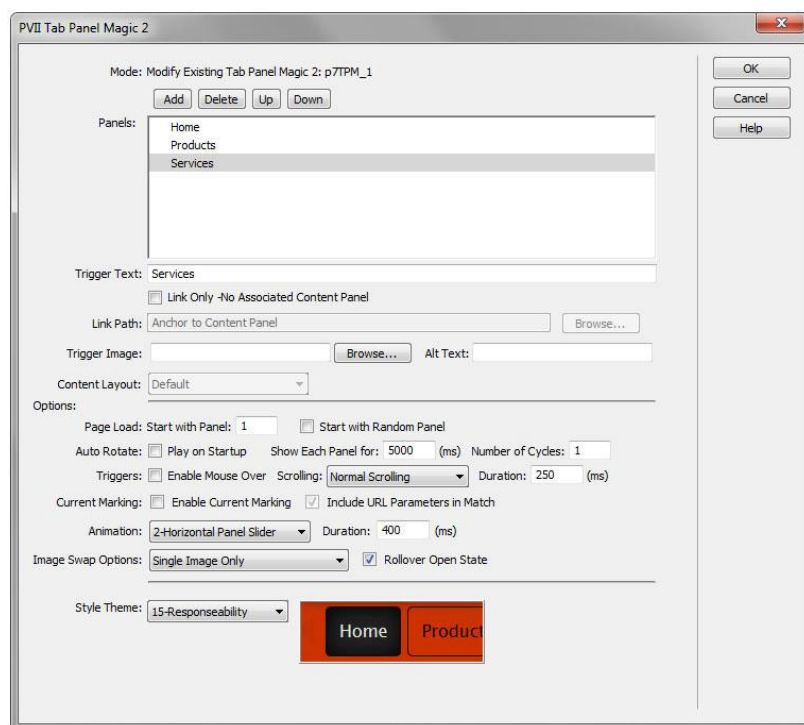 PVII Tab Panel Magic 2
Mode: Modify Existing Tab Panel Magic 2: p7TPM_1
OK
Add Delete Up Down
Cancel
Panels:
Home
Help
Products
Services
Trigger Text: Services
Link Only -No Associated Content Panel
Link Path: Anchor to Content Panel Browse...
Trigger Image: Browse... Alt Text:
Content Layout: Default
Options:
Page Load: Start with Panel: 1 Start with Random Panel
Auto Rotate: Play on Startup Show Each Panel for: 5000 (ms) Number of Cycles: 1
Triggers: Enable Mouse Over Scrolling: Normal Scrolling Duration: 250 (ms)
Current Marking: Enable Current Marking Include URL Parameters in Match
Animation: 2-Horizontal Panel Slider Duration: 400 (ms)
Image Swap Options: Single Image Only Rollover Open State
Style Theme: 15-Responseability
Home Product